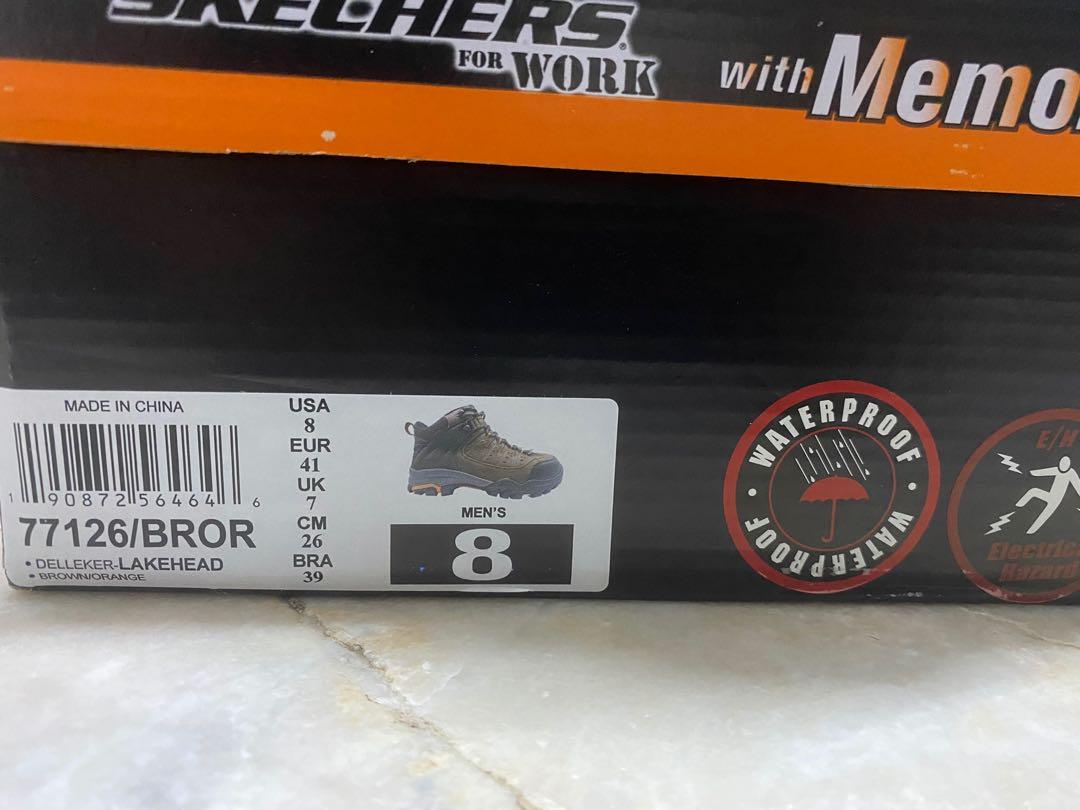 SKECHERS®
FOR WORK
with Memo
MADE IN CHINA
1 90872 56464 6
77126/BROR
• DELLEKER-LAKEHEAD
• BROWN/ORANGE
USA
8
EUR
41
UK
7
CM
26
BRA
39
MEN'S
8
WATERPROOF • WATERPROOF •
E/H
Electric
Hazard